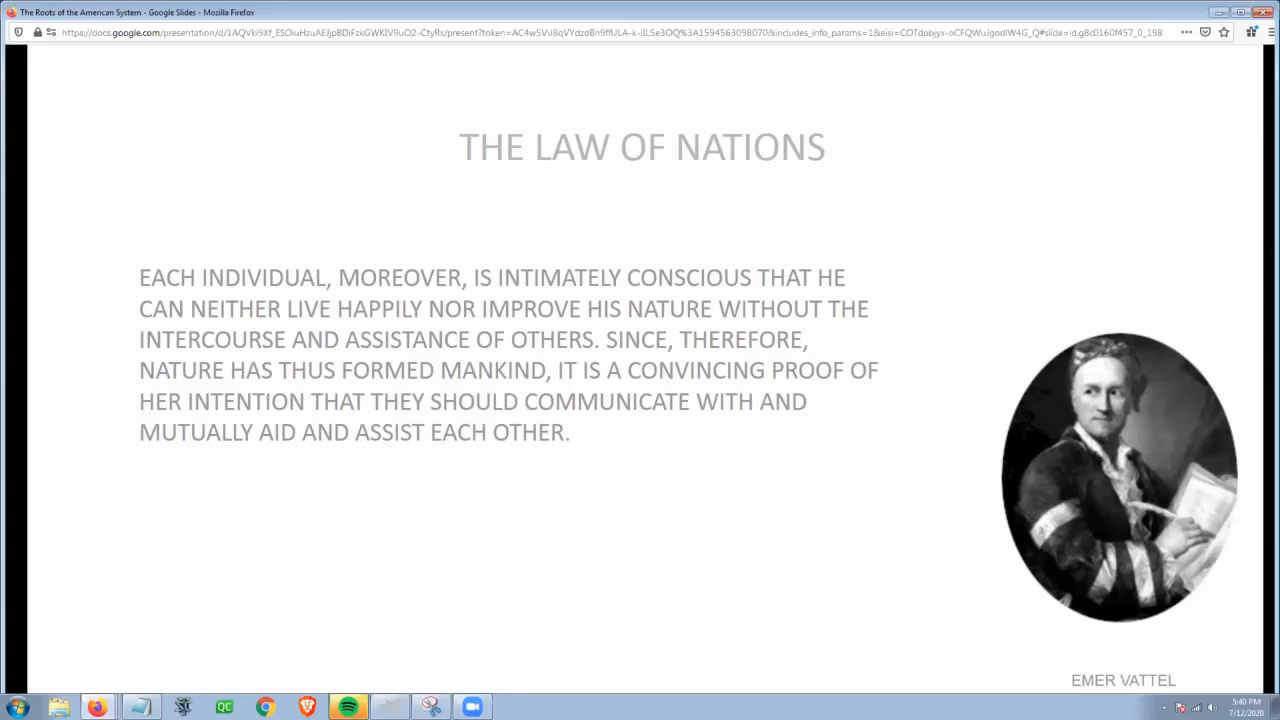 The Roots of the American System - Google Slides - Mozilla Firefox
THE LAW OF NATIONS
EACH INDIVIDUAL, MOREOVER, IS INTIMATELY CONSCIOUS THAT HE
CAN NEITHER LIVE HAPPILY NOR IMPROVE HIS NATURE WITHOUT THE
INTERCOURSE AND ASSISTANCE OF OTHERS. SINCE, THEREFORE,
NATURE HAS THUS FORMED MANKIND, IT IS A CONVINCING PROOF OF
HER INTENTION THAT THEY SHOULD COMMUNICATE WITH AND
MUTUALLY AID AND ASSIST EACH OTHER.
EMER VATTEL
QC
5:40 PM
7/12/2020